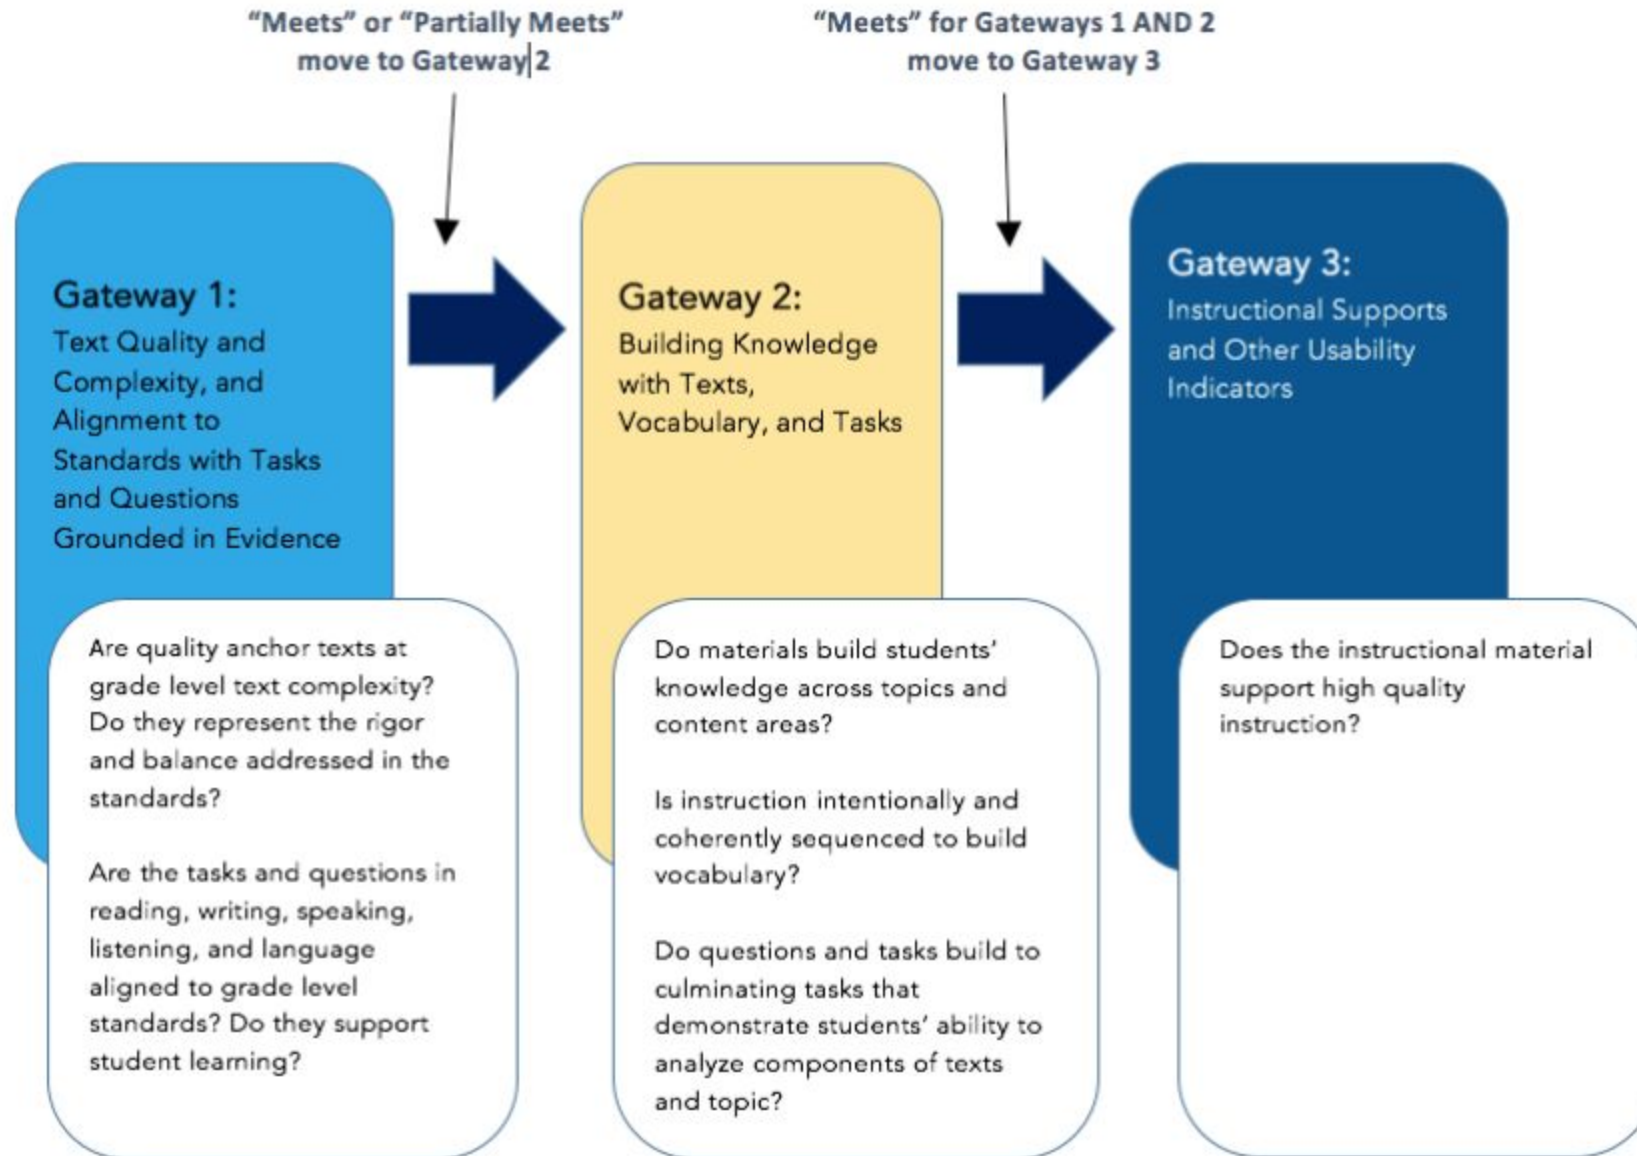 “Meets” or “Partially Meets”
move to Gateway 2
“Meets” for Gateways 1 AND 2
move to Gateway 3
Gateway 1:
Text Quality and
Complexity, and
Alignment to
Standards with Tasks
and Questions
Grounded in Evidence
Are quality anchor texts at
grade level text complexity?
Do they represent the rigor
and balance addressed in the
standards?
Are the tasks and questions in
reading, writing, speaking,
listening, and language
aligned to grade level
standards? Do they support
student learning?
Gateway 2:
Building Knowledge
with Texts,
Vocabulary, and Tasks
Do materials build students’
knowledge across topics and
content areas?
Is instruction intentionally and
coherently sequenced to build
vocabulary?
Do questions and tasks build to
culminating tasks that
demonstrate students’ ability to
analyze components of texts
and topic?
Gateway 3:
Instructional Supports
and Other Usability
Indicators
Does the instructional material
support high quality
instruction?